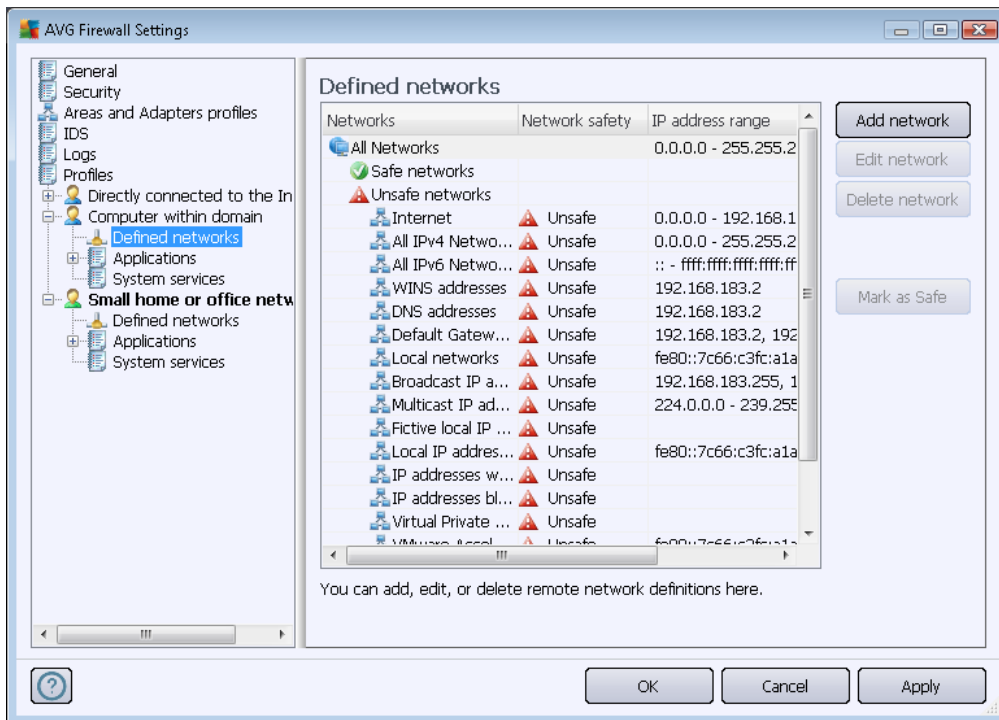 AVG Firewall Settings
General
Security
Areas and Adapters profiles
IDS
Logs
Profiles
Directly connected to the In
Computer within domain
Defined networks
Applications
System services
Small home or office netw
Defined networks
Applications
System services
Defined networks
Networks Network safety IP address range
All Networks 0.0.0.0 - 255.255.2
Safe networks
Unsafe networks
Internet Unsafe 0.0.0.0 - 192.168.1
All IPv4 Netwo... Unsafe 0.0.0.0 - 255.255.2
All IPv6 Netwo... Unsafe :: - ffff:ffff:ffff:ffff:ff
WINS addresses Unsafe 192.168.183.2
DNS addresses Unsafe 192.168.183.2
Default Gatew... Unsafe 192.168.183.2, 192
Local networks Unsafe fe80::7c66:c3fc:a1a
Broadcast IP a... Unsafe 192.168.183.255, 1
Multicast IP ad... Unsafe 224.0.0.0 - 239.255
Fictive local IP ... Unsafe
Local IP addres... Unsafe fe80::7c66:c3fc:a1a
IP addresses w... Unsafe
IP addresses bl... Unsafe
Virtual Private ... Unsafe
VMware Accel Unsafe fe80::7c66:c3fc:a1a
Add network
Edit network
Delete network
Mark as Safe
You can add, edit, or delete remote network definitions here.
OK Cancel Apply